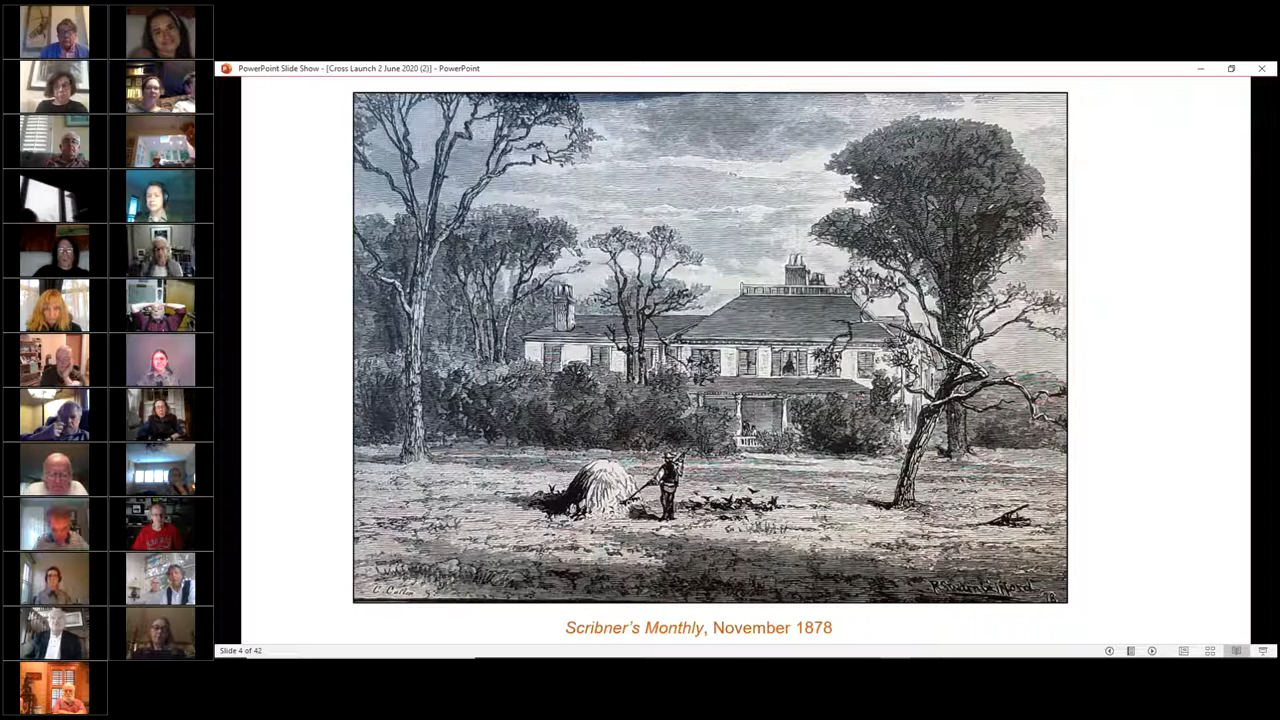 PowerPoint Slide Show - [Cross Launch 2 June 2020 (2)] - PowerPoint
Scribner's Monthly, November 1878
Slide 4 of 42